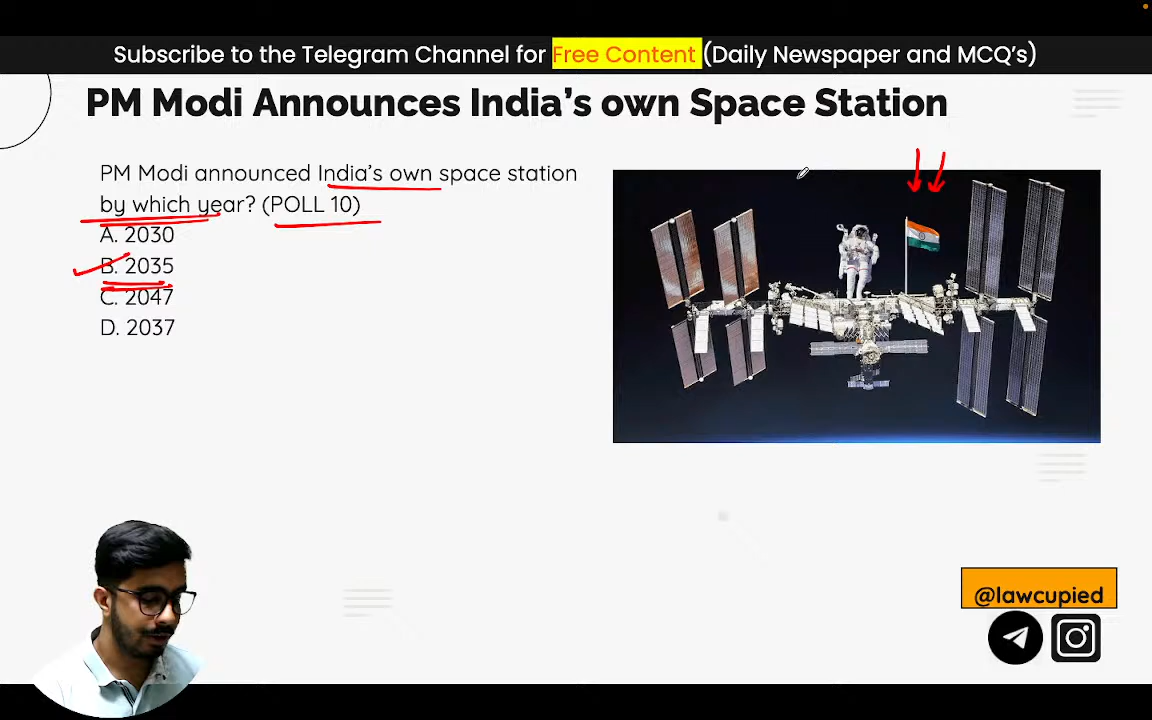 Subscribe to the Telegram Channel for Free Content (Daily Newspaper and MCQ's)
PM Modi Announces India's own Space Station
PM Modi announced India's own space station
by which year? (POLL 10)
A. 2030
B. 2035
C. 2047
D. 2037
@lawcupied